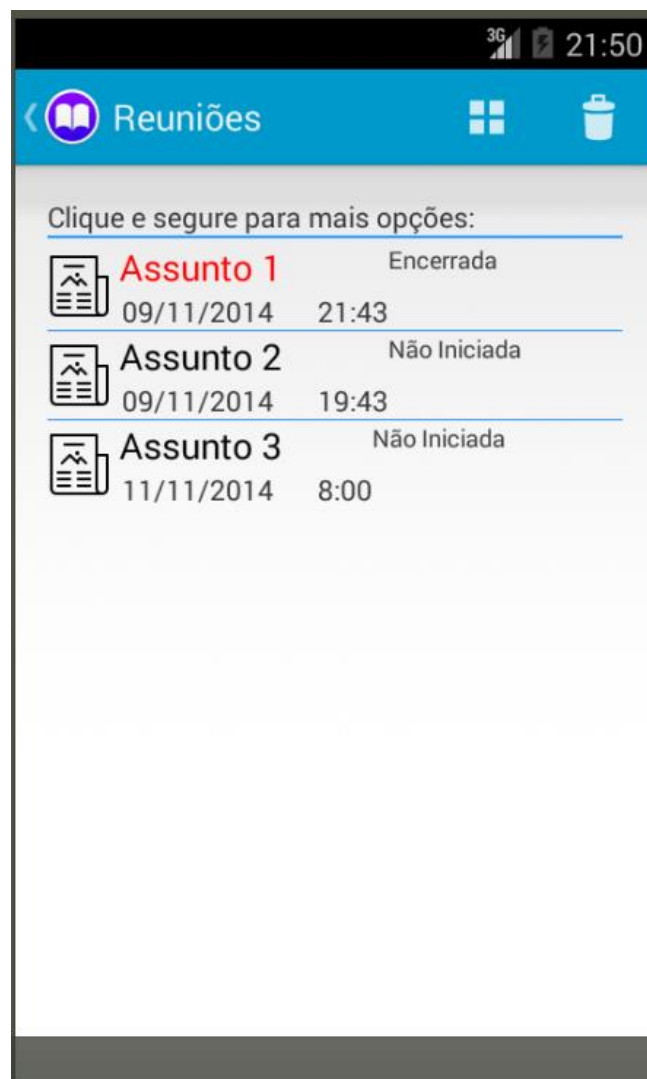 3G 21:50
Reuniões
Clique e segure para mais opções:
Assunto 1 Encerrada
09/11/2014 21:43
Assunto 2 Não Iniciada
09/11/2014 19:43
Assunto 3 Não Iniciada
11/11/2014 8:00